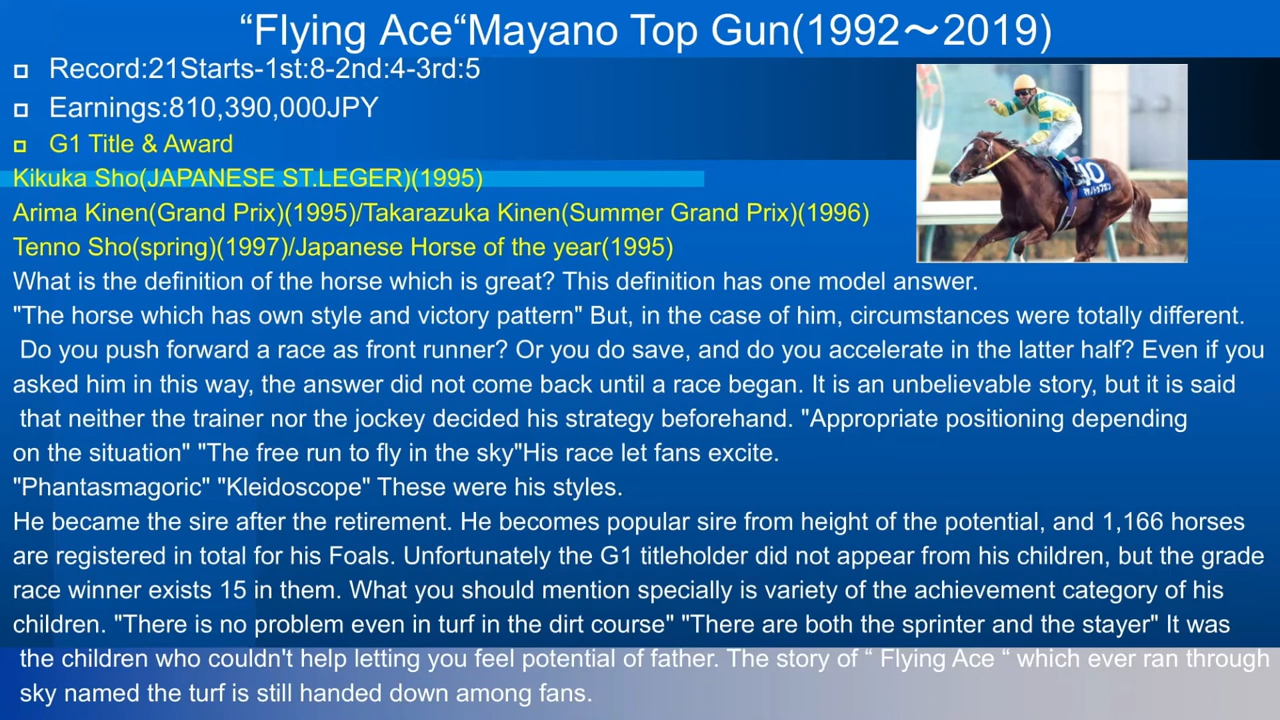 “Flying Ace“Mayano Top Gun(1992〜2019)
Record:21Starts-1st:8-2nd:4-3rd:5
Earnings:810,390,000JPY
G1 Title & Award
Kikuka Sho(JAPANESE ST.LEGER)(1995)
Arima Kinen(Grand Prix)(1995)/Takarazuka Kinen(Summer Grand Prix)(1996)
Tenno Sho(spring)(1997)/Japanese Horse of the year(1995)
What is the definition of the horse which is great? This definition has one model answer.
"The horse which has own style and victory pattern" But, in the case of him, circumstances were totally different.
Do you push forward a race as front runner? Or you do save, and do you accelerate in the latter half? Even if you
asked him in this way, the answer did not come back until a race began. It is an unbelievable story, but it is said
that neither the trainer nor the jockey decided his strategy beforehand. "Appropriate positioning depending
on the situation" "The free run to fly in the sky"His race let fans excite.
"Phantasmagoric" "Kleidoscope" These were his styles.
He became the sire after the retirement. He becomes popular sire from height of the potential, and 1,166 horses
are registered in total for his Foals. Unfortunately the G1 titleholder did not appear from his children, but the grade
race winner exists 15 in them. What you should mention specially is variety of the achievement category of his
children. "There is no problem even in turf in the dirt course" "There are both the sprinter and the stayer" It was
the children who couldn't help letting you feel potential of father. The story of “ Flying Ace “ which ever ran through
sky named the turf is still handed down among fans.
10
マヤノトップガン